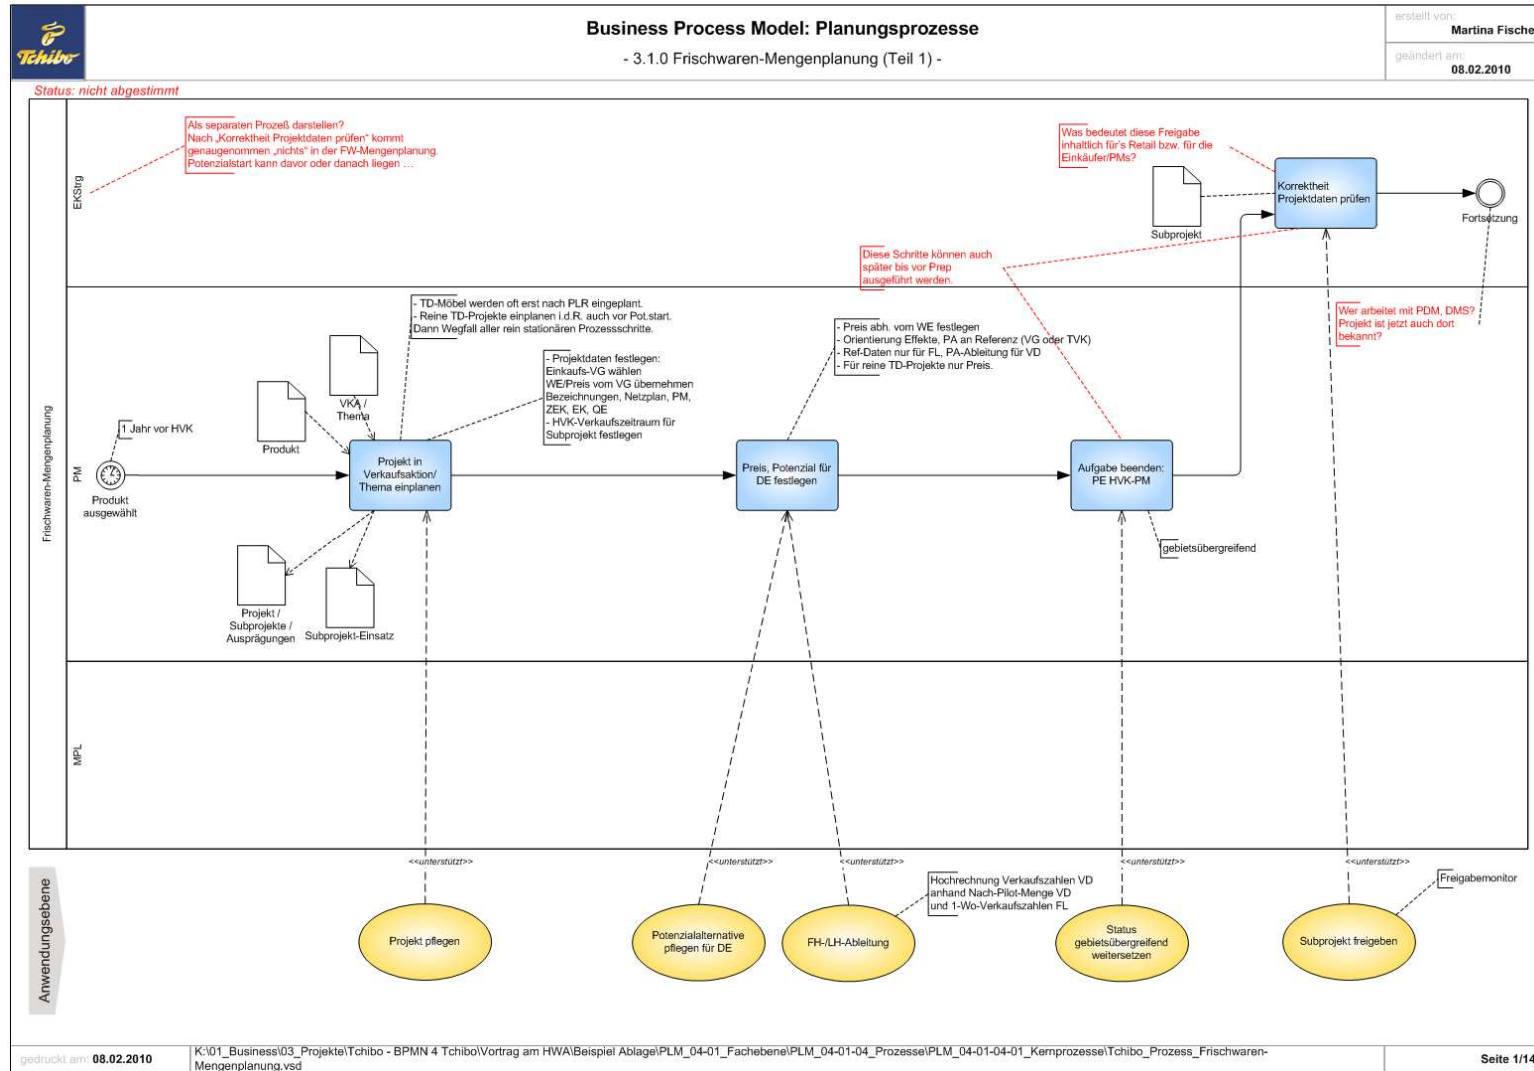 Tchibo
Business Process Model: Planungsprozesse
- 3.1.0 Frischwaren-Mengenplanung (Teil 1) -
erstellt von:
Martina Fische
geändert am:
08.02.2010
Status: nicht abgestimmt
Als separaten Prozeß darstellen?
Nach „Korrektheit Projektdaten prüfen“ kommt
genaugenommen „nichts“ in der FW-Mengenplanung.
Potenzialstart kann davor oder danach liegen …
Was bedeutet diese Freigabe
inhaltlich für's Retail bzw. für die
Einkäufer/PMs?
EKStrg
Korrektheit
Projektdaten prüfen
Subprojekt
Fortsetzung
Diese Schritte können auch
später bis vor Prep
ausgeführt werden.
Wer arbeitet mit PDM, DMS?
Projekt ist jetzt auch dort
bekannt?
- TD-Möbel werden oft erst nach PLR eingeplant.
- Reine TD-Projekte einplanen i.d.R. auch vor Pot.start.
Dann Wegfall aller rein stationären Prozessschritte.
- Preis abh. vom WE festlegen
- Orientierung Effekte, PA an Referenz (VG oder TVK)
- Ref-Daten nur für FL, PA-Ableitung für VD
- Für reine TD-Projekte nur Preis.
- Projektdaten festlegen:
Einkaufs-VG wählen
WE/Preis vom VG übernehmen
Bezeichnungen, Netzplan, PM,
ZEK, EK, QE
- HVK-Verkaufszeitraum für
Subprojekt festlegen
VKA /
Thema
Produkt
1 Jahr vor HVK
Frischwaren-Mengenplanung
PM
Produkt
ausgewählt
Projekt in
Verkaufsaktion/
Thema einplanen
Preis, Potenzial für
DE festlegen
Aufgabe beenden:
PE HVK-PM
gebietsübergreifend
Projekt /
Subprojekte /
Ausprägungen
Subprojekt-Einsatz
MPL
<<unterstützt>>
<<unterstützt>>
<<unterstützt>>
<<unterstützt>>
<<unterstützt>>
Anwendungsebene
Hochrechnung Verkaufszahlen VD
anhand Nach-Pilot-Menge VD
und 1-Wo-Verkaufszahlen FL
Freigabemonitor
Projekt pflegen
Potenzialalternative
pflegen für DE
FH-/LH-Ableitung
Status
gebietsübergreifend
weitersetzen
Subprojekt freigeben
gedruckt am: 08.02.2010
K:\01_Business\03_Projekte\Tchibo - BPMN 4 Tchibo\Vortrag am HWA\Beispiel Ablage\PLM_04-01_Fachebene\PLM_04-01-04_Prozesse\PLM_04-01-04-01_Kernprozesse\Tchibo_Prozess_Frischwaren-
Mengenplanung.vsd
Seite 1/14